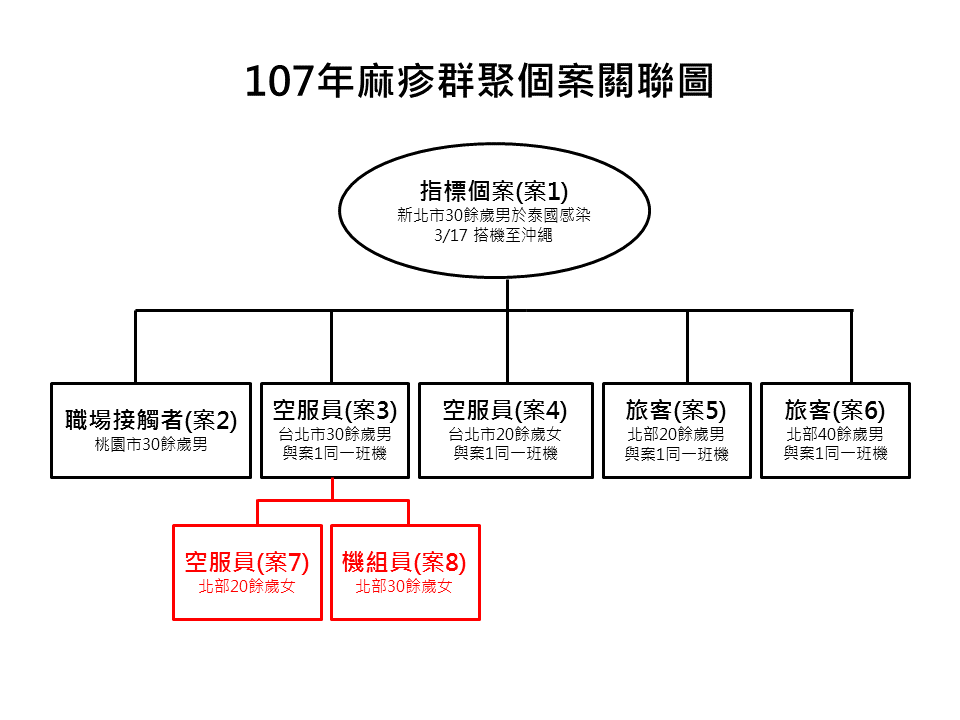 107年麻疹群聚個案關聯圖
指標個案(案1)
新北市30餘歲男於泰國感染
3/17 搭機至沖繩
職場接觸者(案2)
桃園市30餘歲男
空服員(案3)
台北市30餘歲男
與案1同一班機
空服員(案4)
台北市20餘歲女
與案1同一班機
旅客(案5)
北部20餘歲男
與案1同一班機
旅客(案6)
北部40餘歲男
與案1同一班機
空服員(案7)
北部20餘歲女
機組員(案8)
北部30餘歲女